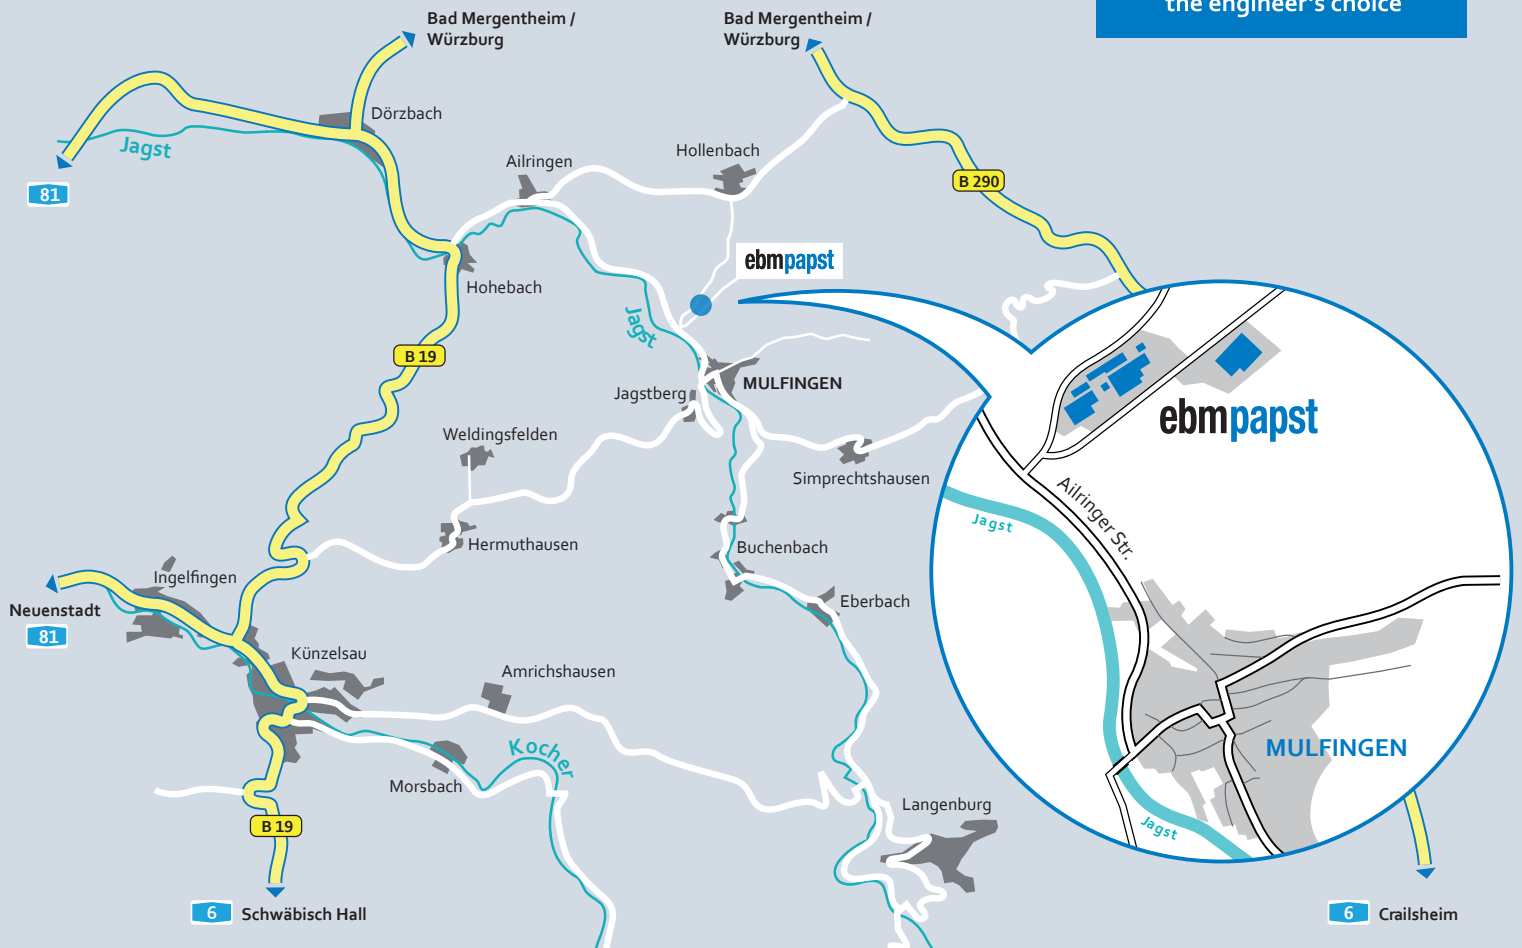 the engineer's choice
Bad Mergentheim /
Würzburg
Bad Mergentheim /
Würzburg
Dörzbach
Jagst
81
Ailringen
Hollenbach
B 290
ebmpapst
Hohebach
Jagst
B 19
MULFINGEN
Jagstberg
Weldingsfelden
Simprechtshausen
Hermuthausen
Buchenbach
Eberbach
Ingelfingen
Neuenstadt
81
Künzelsau
Amrichshausen
Kocher
Morsbach
Langenburg
B 19
6
Schwäbisch Hall
ebmpapst
Ailringer Str.
Jagst
MULFINGEN
Jagst
6
Crailsheim